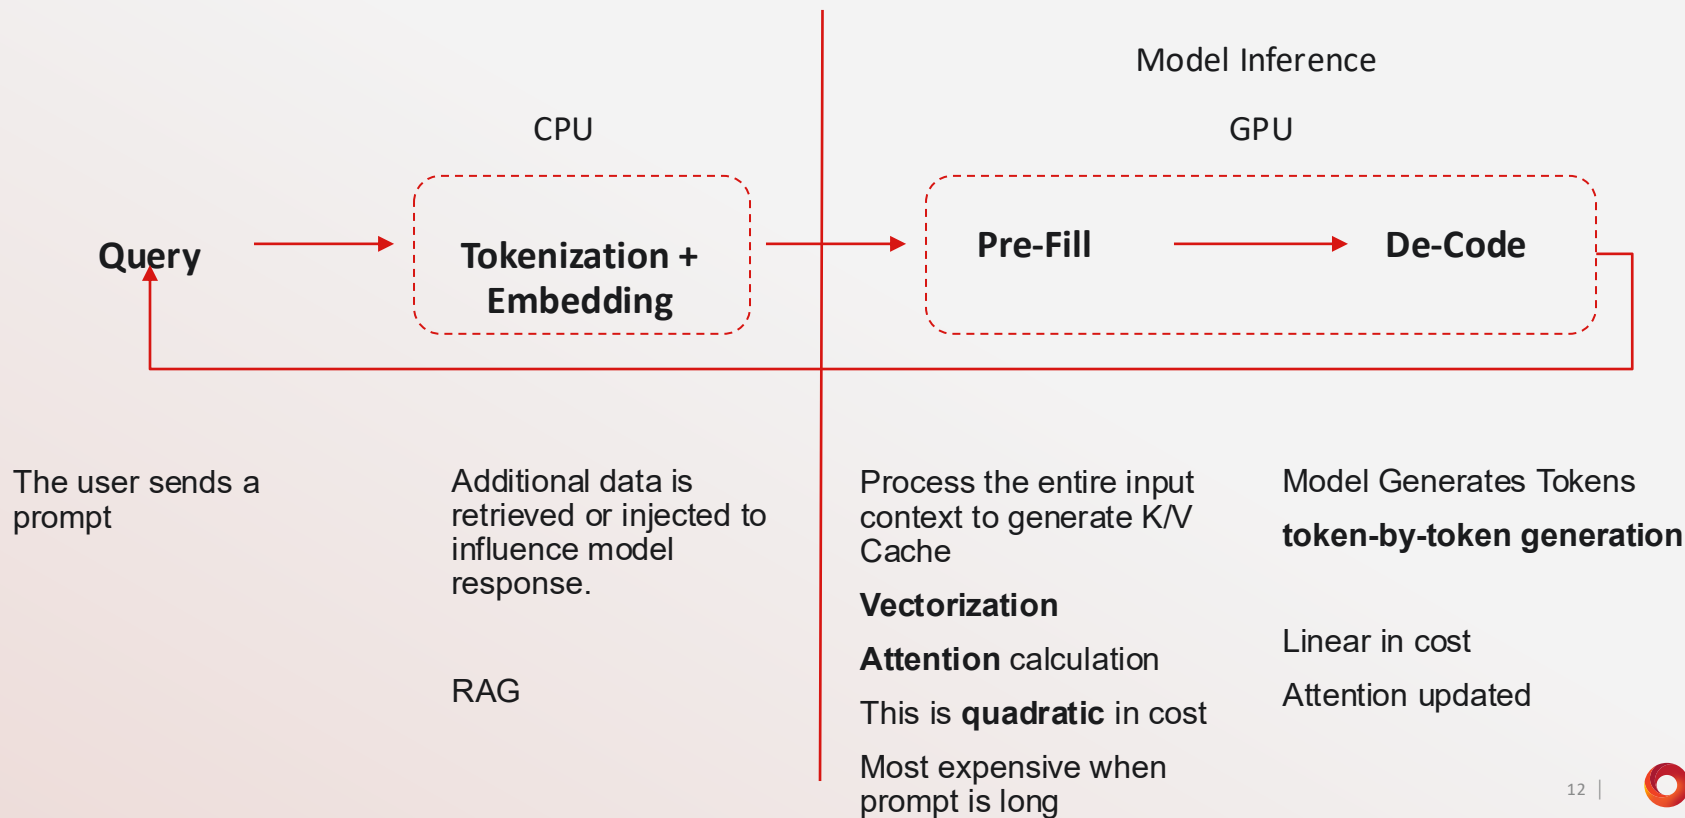 Model Inference
CPU
GPU
Query
Tokenization +
Embedding
Pre-Fill
De-Code
The user sends a
prompt
Additional data is
retrieved or injected to
influence model
response.
RAG
Process the entire input
context to generate K/V
Cache
Vectorization
Attention calculation
This is quadratic in cost
Most expensive when
prompt is long
Model Generates Tokens
token-by-token generation
Linear in cost
Attention updated
12 |